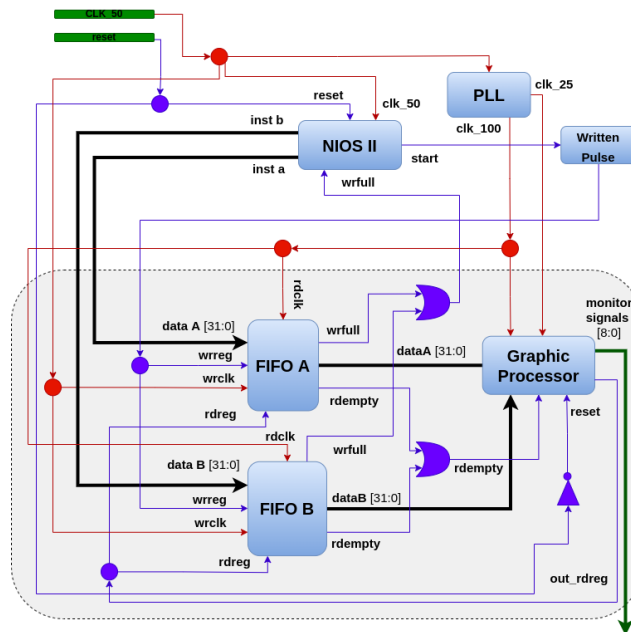 CLK_50
reset
clk_25
PLL
reset
clk_50
clk_100
inst b
NIOS II
Written
Pulse
inst a
start
wrfull
rdclk
monitor
signals
[8:0]
data A [31:0]
wrfull
dataA [31:0]
Graphic
Processor
wrreg
FIFO A
wrclk
rdempty
rdreg
reset
rdclk
wrfull
data B [31:0]
rdempty
wrreg
FIFO B
dataB [31:0]
wrclk
rdempty
rdreg
out_rdreg